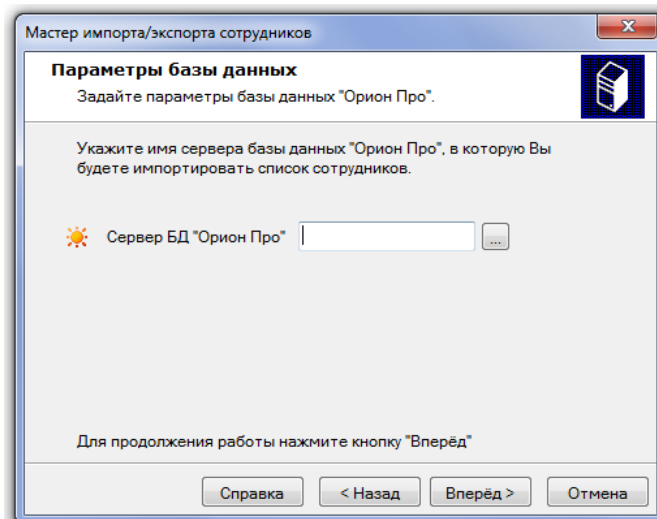 Мастер импорта/экспорта сотрудников
Параметры базы данных
Задайте параметры базы данных "Орион Про".
Укажите имя сервера базы данных "Орион Про", в которую Вы
будете импортировать список сотрудников.
Сервер БД "Орион Про" ...
Для продолжения работы нажмите кнопку "Вперёд"
Справка < Назад Вперёд > Отмена